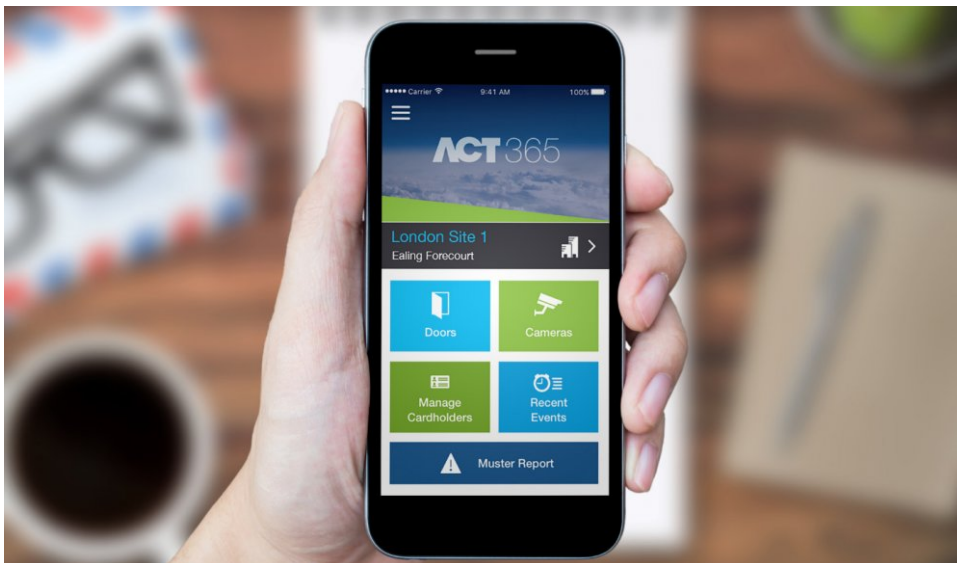 ●●●●● Carrier 9:41 AM 100%
ACT 365
London Site 1
Ealing Forecourt
Doors
Cameras
Manage
Cardholders
Recent
Events
Muster Report